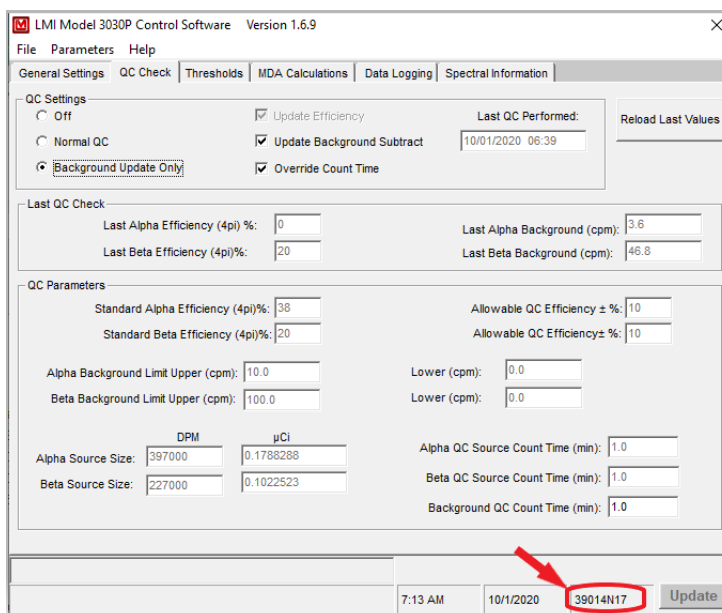 LMI Model 3030P Control Software Version 1.6.9
File Parameters Help
General Settings QC Check Thresholds MDA Calculations Data Logging Spectral Information
QC Settings
Off
Normal QC
Background Update Only
Update Efficiency
Update Background Subtract
Override Count Time
Last QC Performed:
10/01/2020 06:39
Reload Last Values
Last QC Check
Last Alpha Efficiency (4pi) %: 0
Last Beta Efficiency (4pi)%: 20
Last Alpha Background (cpm): 3.6
Last Beta Background (cpm): 46.8
QC Parameters
Standard Alpha Efficiency (4pi)%: 38
Standard Beta Efficiency (4pi)%: 20
Allowable QC Efficiency ± %: 10
Allowable QC Efficiency± %: 10
Alpha Background Limit Upper (cpm): 10.0
Beta Background Limit Upper (cpm): 100.0
Lower (cpm): 0.0
Lower (cpm): 0.0
DPM µCi
Alpha Source Size: 397000 0.1788288
Beta Source Size: 227000 0.1022523
Alpha QC Source Count Time (min): 1.0
Beta QC Source Count Time (min): 1.0
Background QC Count Time (min): 1.0
7:13 AM 10/1/2020 39014N17 Update